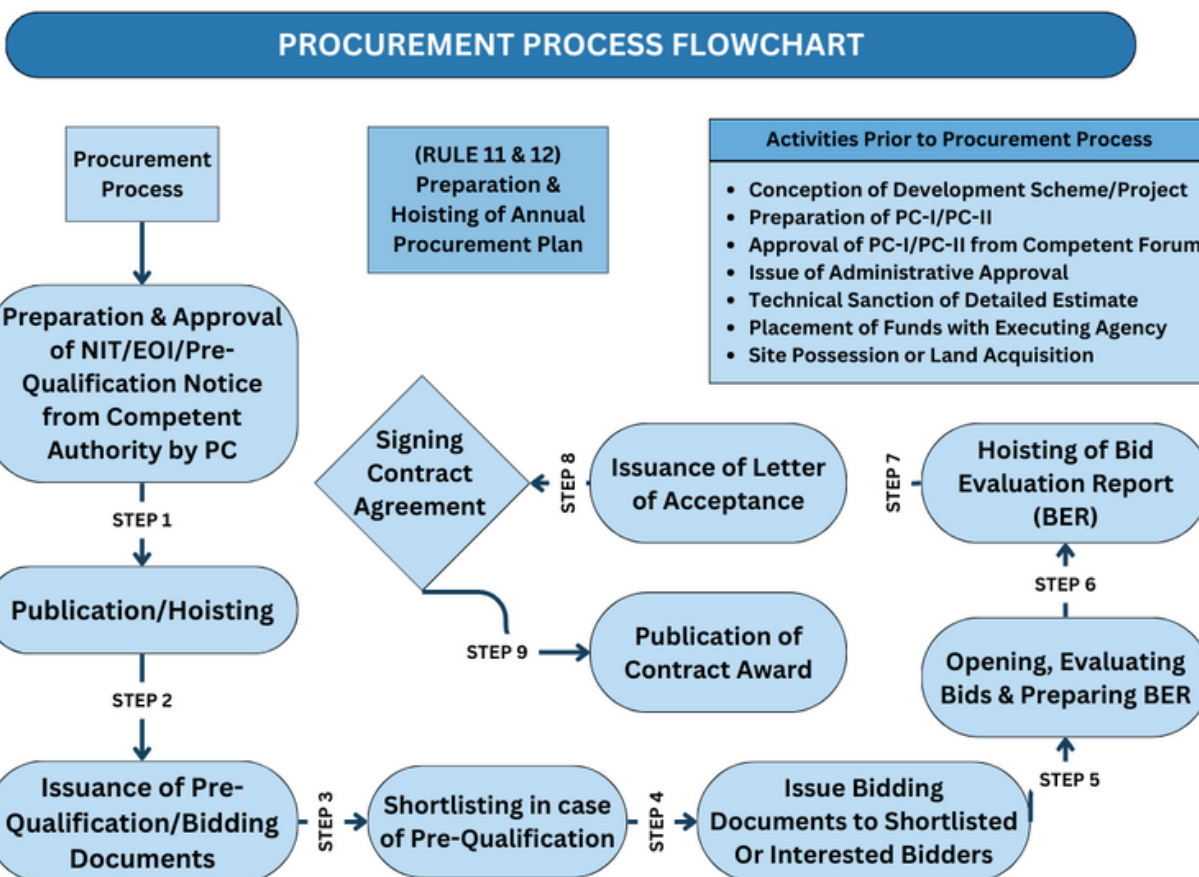 PROCUREMENT PROCESS FLOWCHART
Procurement
Process
(RULE 11 & 12)
Preparation &
Hoisting of Annual
Procurement Plan
Activities Prior to Procurement Process
• Conception of Development Scheme/Project
• Preparation of PC-I/PC-II
• Approval of PC-I/PC-II from Competent Forum
• Issue of Administrative Approval
• Technical Sanction of Detailed Estimate
• Placement of Funds with Executing Agency
• Site Possession or Land Acquisition
Preparation & Approval
of NIT/EOI/Pre-
Qualification Notice
from Competent
Authority by PC
STEP 1
Publication/Hoisting
STEP 2
Issuance of Pre-
Qualification/Bidding
Documents
STEP 3
Shortlisting in case
of Pre-Qualification
STEP 4
Issue Bidding
Documents to Shortlisted
Or Interested Bidders
STEP 5
Opening, Evaluating
Bids & Preparing BER
STEP 6
Hoisting of Bid
Evaluation Report
(BER)
STEP 7
Issuance of Letter
of Acceptance
STEP 8
Signing
Contract
Agreement
STEP 9
Publication of
Contract Award